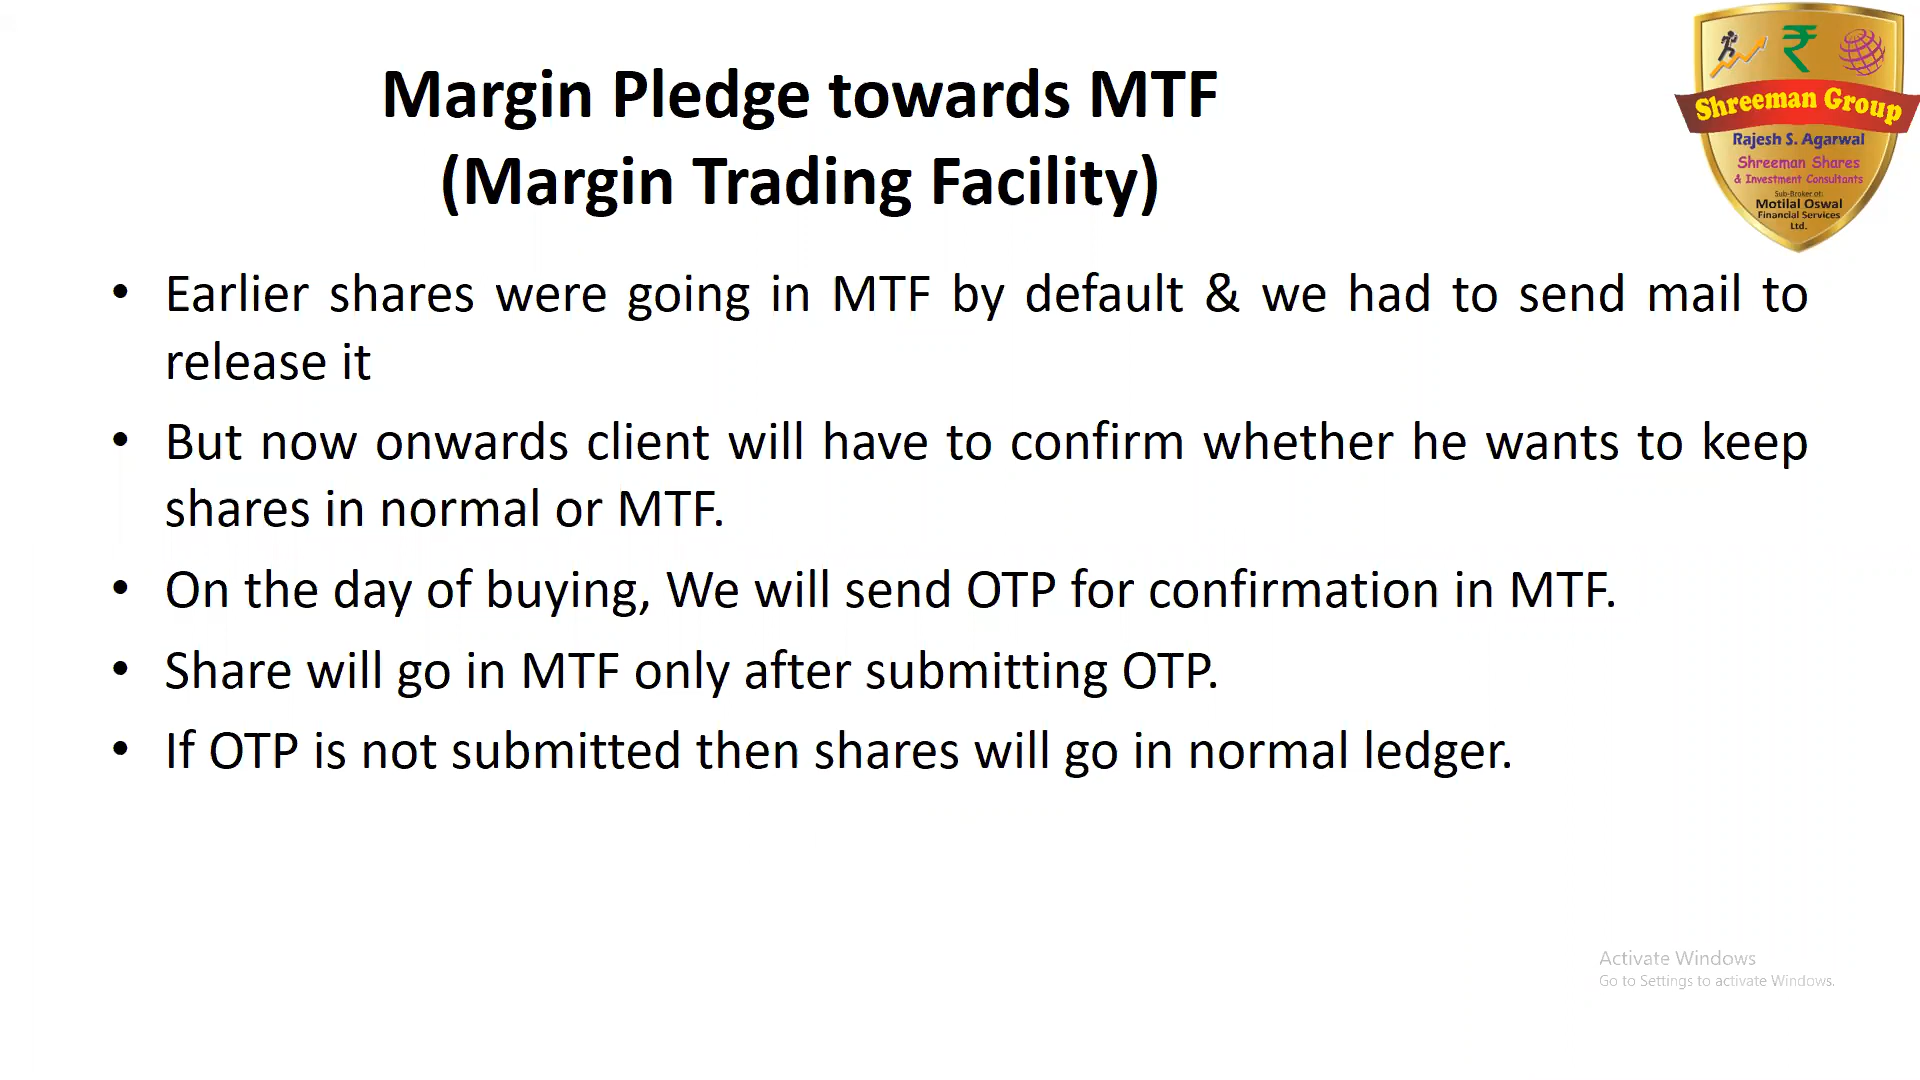 Margin Pledge towards MTF
(Margin Trading Facility)
₹
Shreeman Group
Rajesh S. Agarwal
Shreeman Shares
& Investment Consultants
Sub-Broker of:
Motilal Oswal
Financial Services
Ltd.
• Earlier shares were going in MTF by default & we had to send mail to
release it
• But now onwards client will have to confirm whether he wants to keep
shares in normal or MTF.
• On the day of buying, We will send OTP for confirmation in MTF.
• Share will go in MTF only after submitting OTP.
• If OTP is not submitted then shares will go in normal ledger.
Activate Windows
Go to Settings to activate Windows.